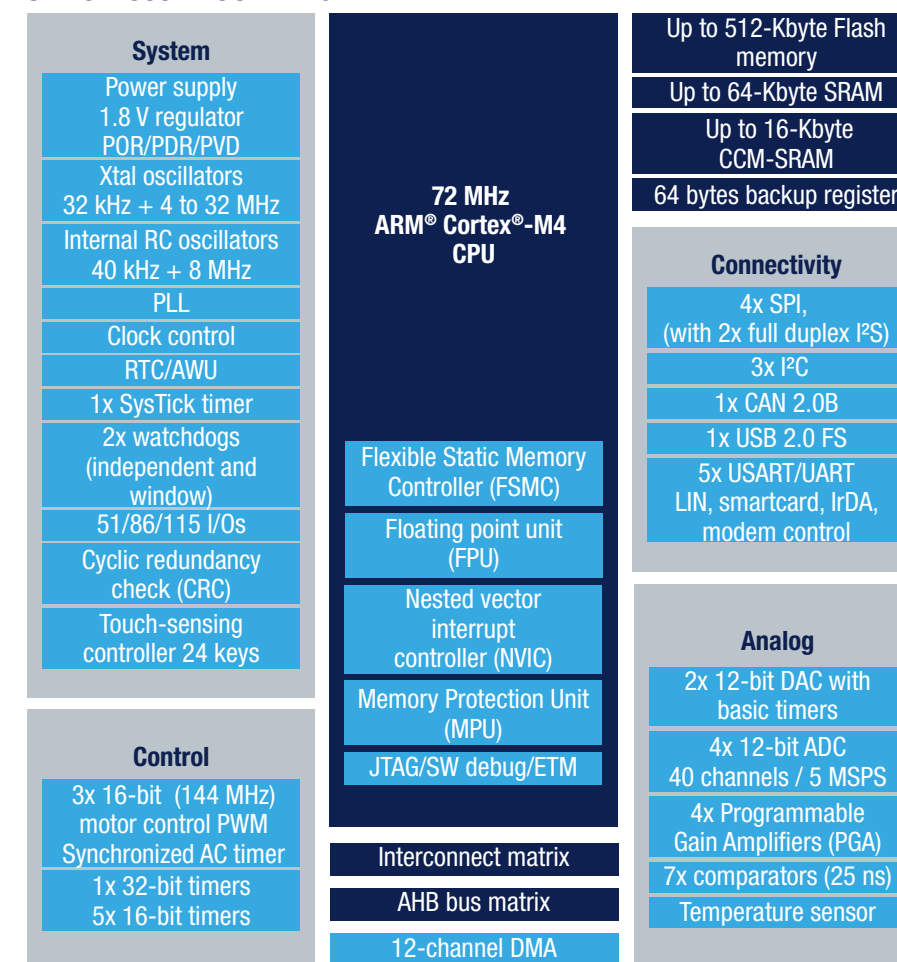 System
Power supply
1.8 V regulator
POR/PDR/PVD
Xtal oscillators
32 kHz + 4 to 32 MHz
Internal RC oscillators
40 kHz + 8 MHz
PLL
Clock control
RTC/AWU
1x SysTick timer
2x watchdogs
(independent and
window)
51/86/115 I/Os
Cyclic redundancy
check (CRC)
Touch-sensing
controller 24 keys
Control
3x 16-bit (144 MHz)
motor control PWM
Synchronized AC timer
1x 32-bit timers
5x 16-bit timers
72 MHz
ARM® Cortex®-M4
CPU
Flexible Static Memory
Controller (FSMC)
Floating point unit
(FPU)
Nested vector
interrupt
controller (NVIC)
Memory Protection Unit
(MPU)
JTAG/SW debug/ETM
Interconnect matrix
AHB bus matrix
12-channel DMA
Up to 512-Kbyte Flash
memory
Up to 64-Kbyte SRAM
Up to 16-Kbyte
CCM-SRAM
64 bytes backup register
Connectivity
4x SPI,
(with 2x full duplex I²S)
3x I²C
1x CAN 2.0B
1x USB 2.0 FS
5x USART/UART
LIN, smartcard, IrDA,
modem control
Analog
2x 12-bit DAC with
basic timers
4x 12-bit ADC
40 channels / 5 MSPS
4x Programmable
Gain Amplifiers (PGA)
7x comparators (25 ns)
Temperature sensor